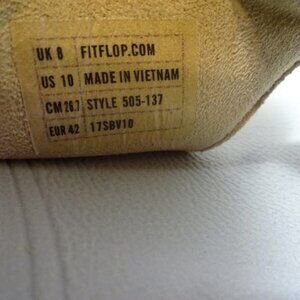 UK 8 FITFLOP.COM
US 10 MADE IN VIETNAM
CM 26.7 STYLE 505-137
EUR 42 17SBV10